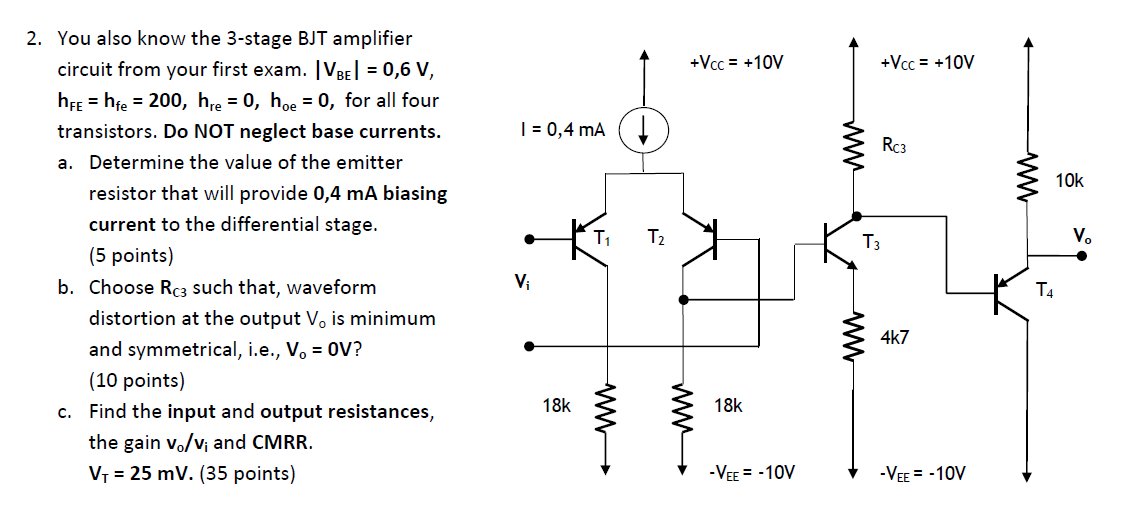 2. You also know the 3-stage BJT amplifier
circuit from your first exam. |VBE| = 0,6 V,
hFE = hfe = 200, hre = 0, hoe = 0, for all four
transistors. Do NOT neglect base currents.
a. Determine the value of the emitter
resistor that will provide 0,4 mA biasing
current to the differential stage.
(5 points)
b. Choose RC3 such that, waveform
distortion at the output Vo is minimum
and symmetrical, i.e., Vo = 0V?
(10 points)
c. Find the input and output resistances,
the gain vo/vi and CMRR.
VT = 25 mV. (35 points)
+VCC = +10V
+VCC = +10V
I = 0,4 mA
RC3
10k
T1
T2
T3
Vo
Vi
T4
4k7
18k
18k
-VEE = -10V
-VEE = -10V